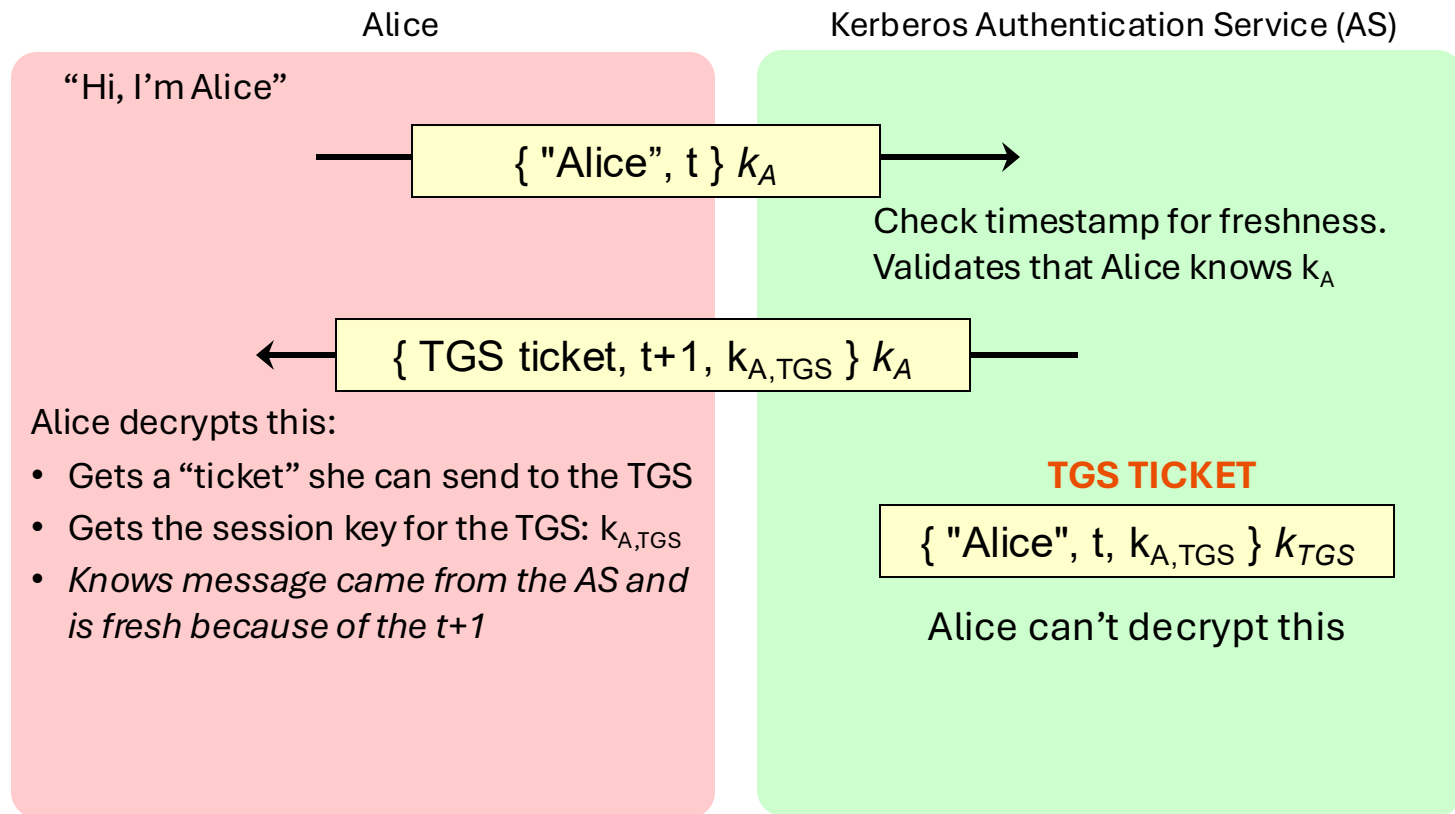 Alice
Kerberos Authentication Service (AS)
“Hi, I’m Alice”
{ "Alice”, t } kA
Check timestamp for freshness.
Validates that Alice knows kA
{ TGS ticket, t+1, kA,TGS } kA
Alice decrypts this:
• Gets a “ticket” she can send to the TGS
• Gets the session key for the TGS: kA,TGS
• Knows message came from the AS and
is fresh because of the t+1
TGS TICKET
{ "Alice", t, kA,TGS } kTGS
Alice can’t decrypt this